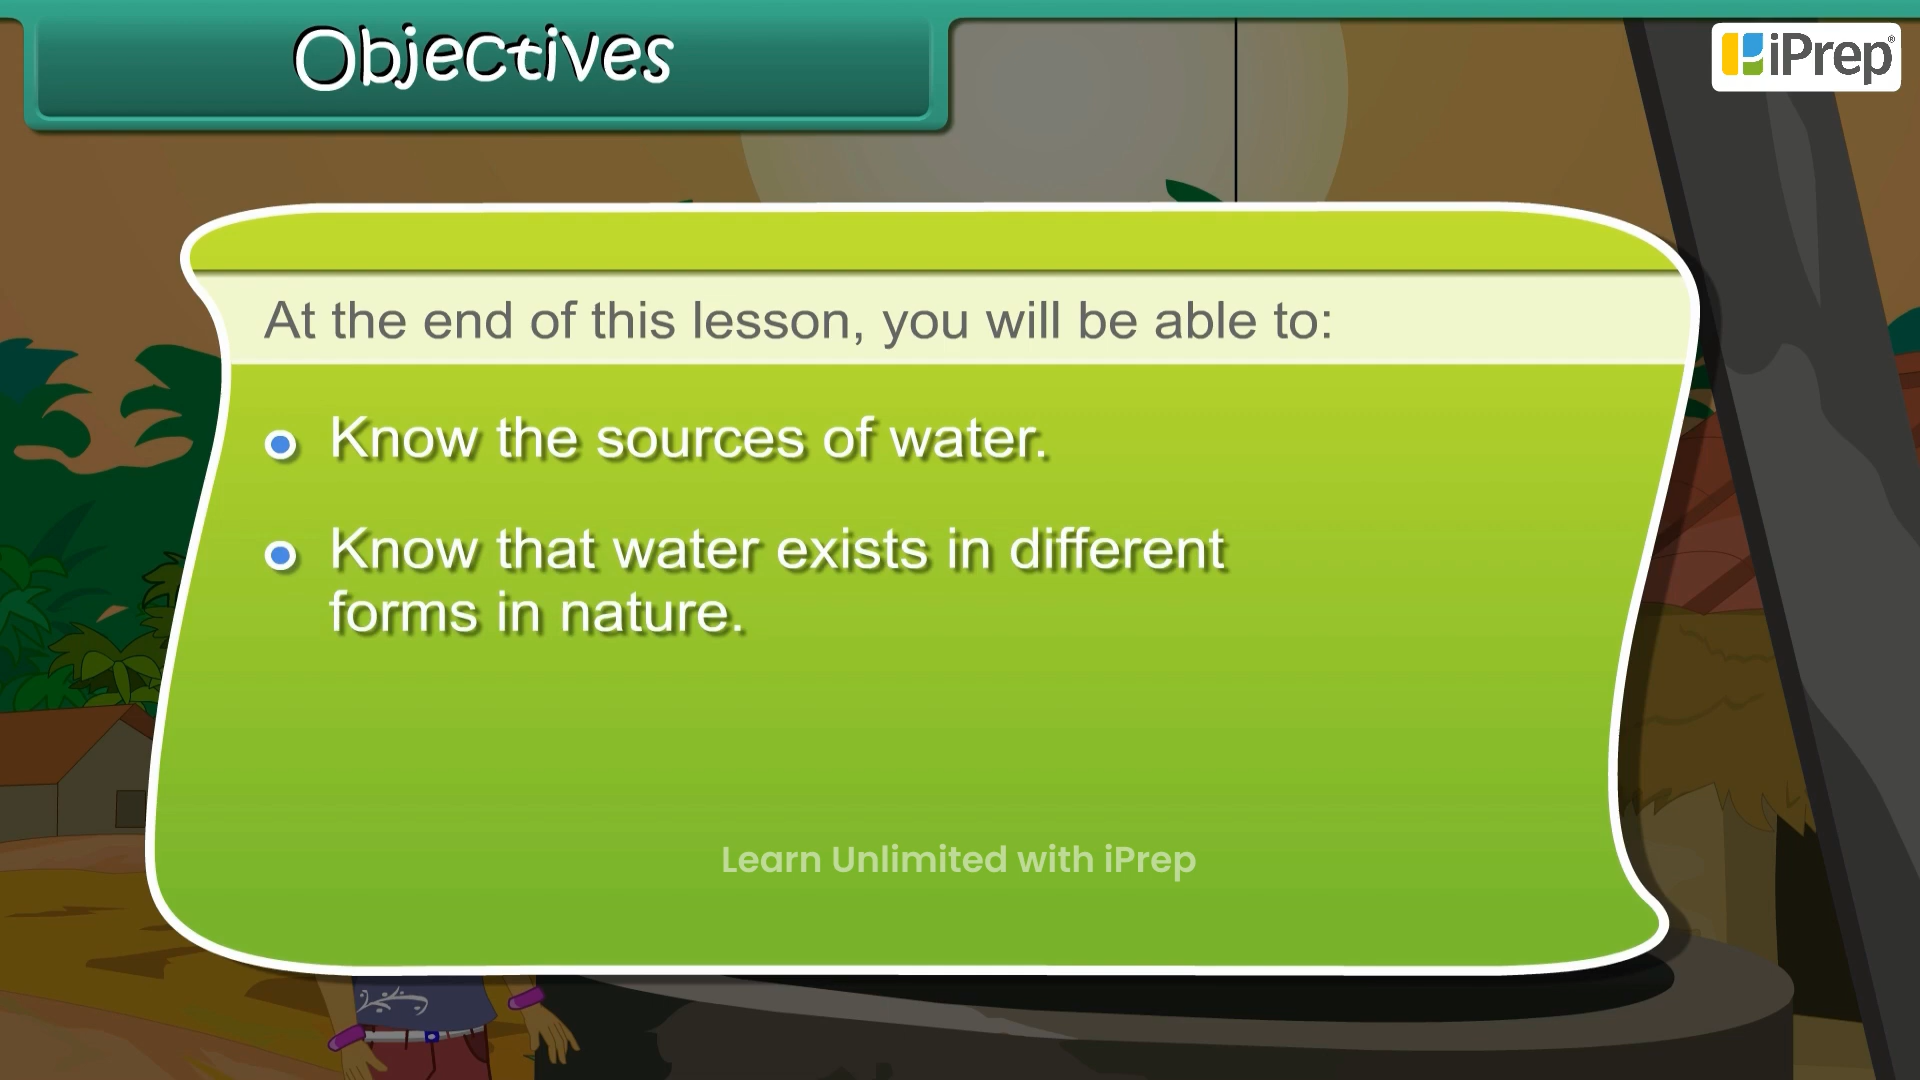 Objectives
iPrep®
At the end of this lesson, you will be able to:
Know the sources of water.
Know that water exists in different
forms in nature.
Learn Unlimited with iPrep